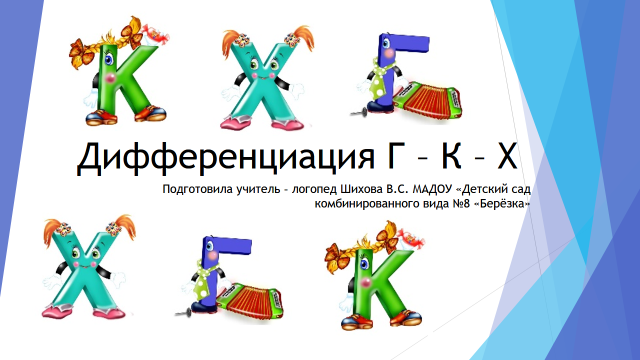 К Х Г
Дифференциация Г – К – Х
Подготовила учитель – логопед Шихова В.С. МАДОУ «Детский сад
комбинированного вида №8 «Берёзка»
Х Г К